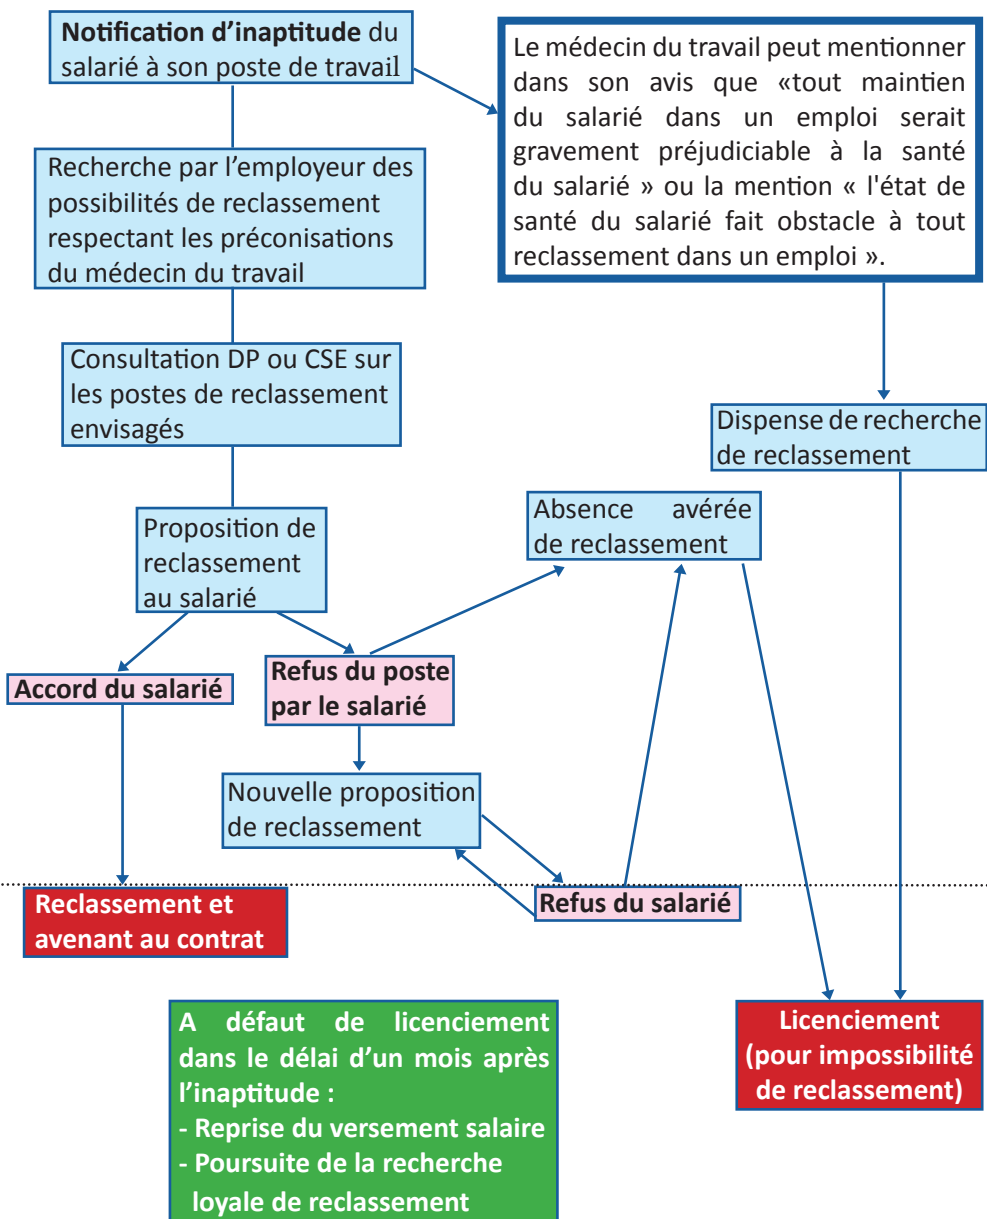 Notification d’inaptitude du
salarié à son poste de travail
Le médecin du travail peut mentionner
dans son avis que «tout maintien
du salarié dans un emploi serait
gravement préjudiciable à la santé
du salarié » ou la mention « l'état de
santé du salarié fait obstacle à tout
reclassement dans un emploi ».
Recherche par l’employeur des
possibilités de reclassement
respectant les préconisations
du médecin du travail
Consultation DP ou CSE sur
les postes de reclassement
envisagés
Dispense de recherche
de reclassement
Absence avérée
de reclassement
Proposition de
reclassement
au salarié
Accord du salarié
Refus du poste
par le salarié
Nouvelle proposition
de reclassement
Refus du salarié
Reclassement et
avenant au contrat
A défaut de licenciement
dans le délai d’un mois après
l’inaptitude :
- Reprise du versement salaire
- Poursuite de la recherche
loyale de reclassement
Licenciement
(pour impossibilité
de reclassement)